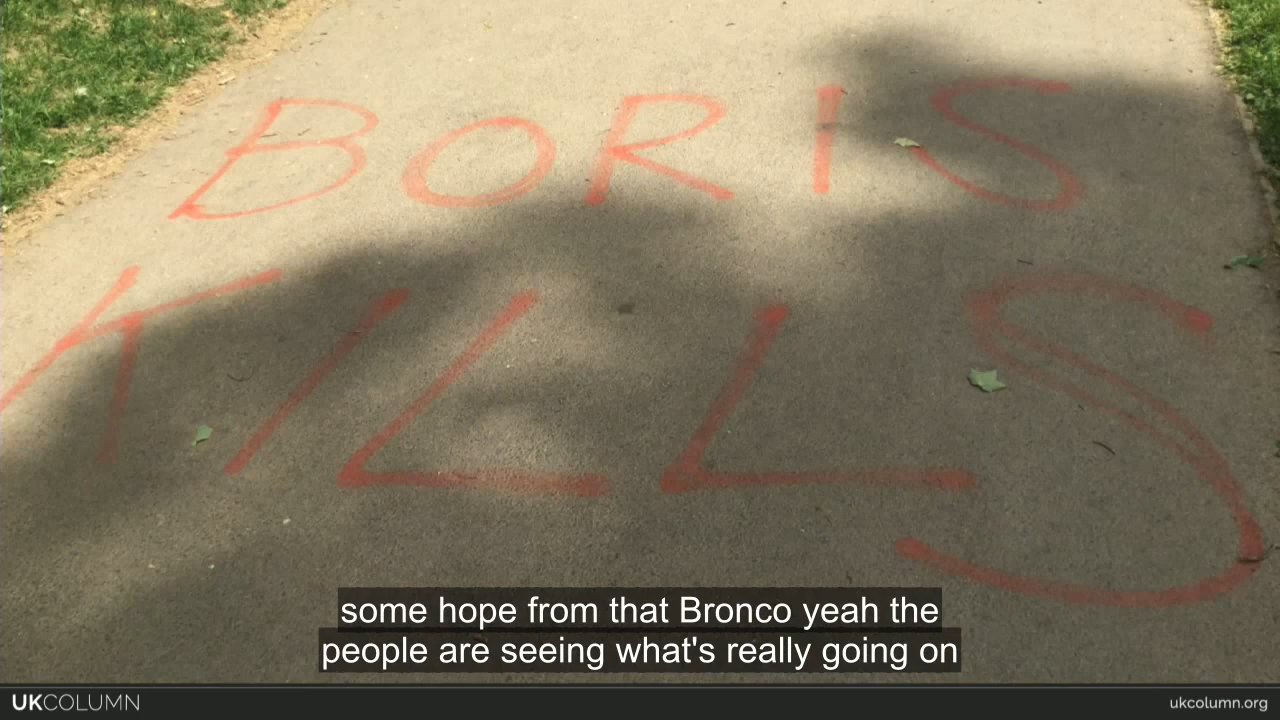 BORIS
KILLS
some hope from that Bronco yeah the
people are seeing what's really going on
UKCOLUMN
ukcolumn.org